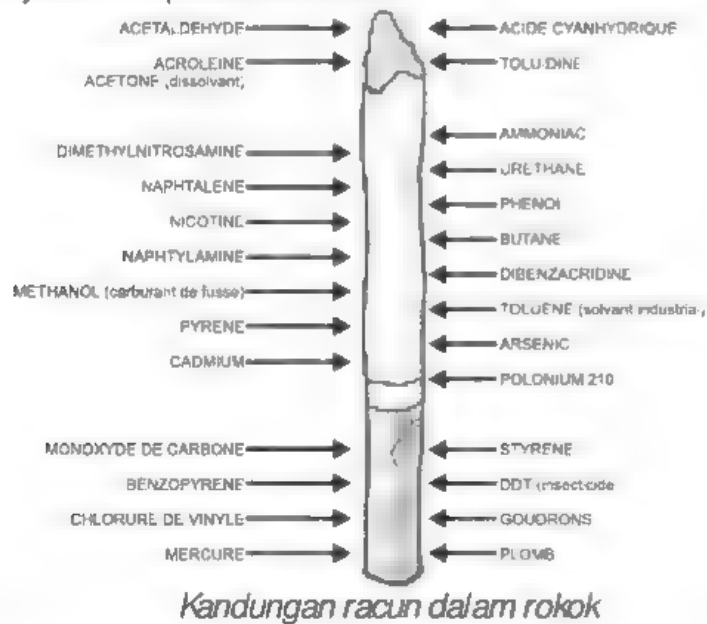 ACETALDEHYDE
ACROLEINE
ACETONE (dissolvant)
DIMETHYLNITROSAMINE
NAPHTALENE
NICOTINE
NAPHTYLAMINE
METHANOL (carburant de fusse)
PYRENE
CADMIUM
MONOXYDE DE CARBONE
BENZOPYRENE
CHLORURE DE VINYLE
MERCURE
ACIDE CYANHYDRIQUE
TOLUIDINE
AMMONIAC
URETHANE
PHENOL
BUTANE
DIBENZACRIDINE
TOLUENE (solvant industria-,
ARSENIC
POLONIUM 210
STYRENE
DDT (insecticide
GOUDRONS
PLOMB
Kandungan racun dalam rokok